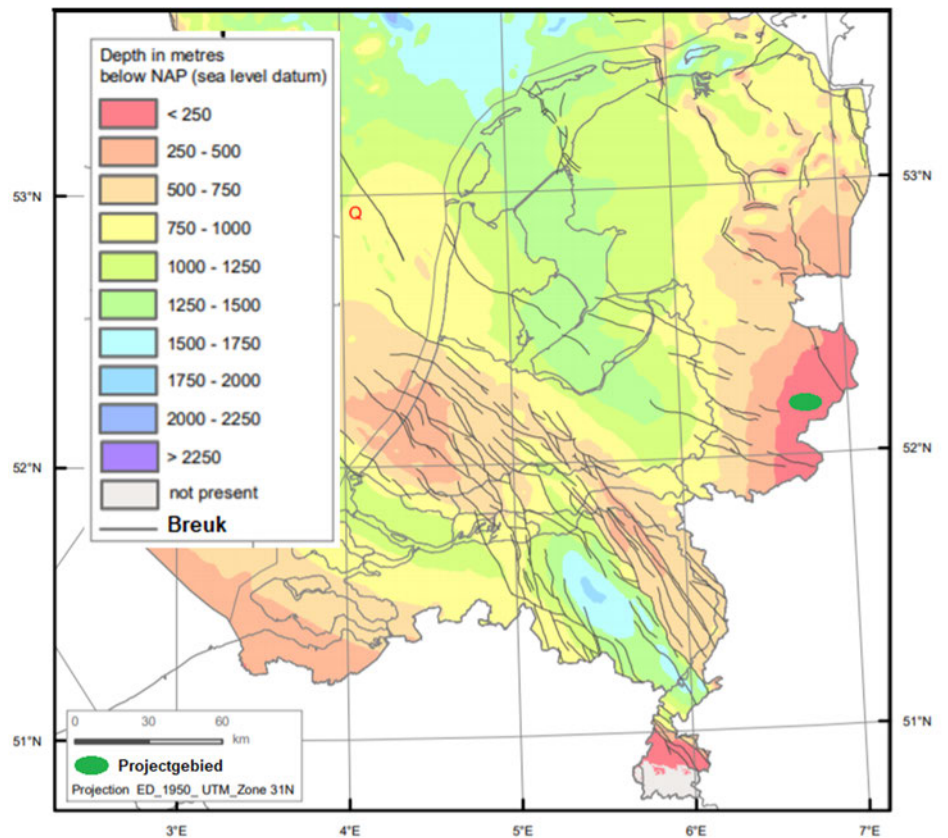 Depth in metres
below NAP (sea level datum)
< 250
250 - 500
500 - 750
750 - 1000
1000 - 1250
1250 - 1500
1500 - 1750
1750 - 2000
2000 - 2250
> 2250
not present
Breuk
Q
53°N
53°N
52°N
52°N
51°N
51°N
0 30 60
km
Projectgebied
Projection ED_1950_ UTM_Zone 31N
3°E 4°E 5°E 6°E 7°E